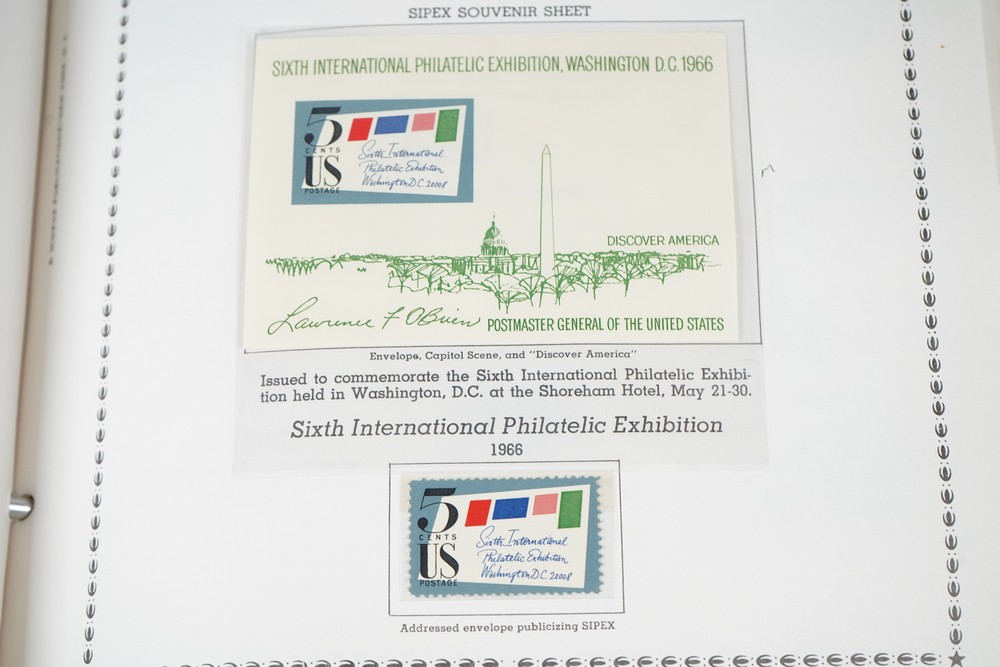 SIPEX SOUVENIR SHEET
SIXTH INTERNATIONAL PHILATELIC EXHIBITION, WASHINGTON D.C. 1966
5
CENTS
US
POSTAGE
Sixth International
Philatelic Exhibition
Washington D.C. 20008
DISCOVER AMERICA
Lawrence F O'Brien POSTMASTER GENERAL OF THE UNITED STATES
Envelope, Capitol Scene, and "Discover America"
Issued to commemorate the Sixth International Philatelic Exhibi-
tion held in Washington, D.C. at the Shoreham Hotel, May 21-30.
Sixth International Philatelic Exhibition
1966
5
CENTS
US
POSTAGE
Sixth International
Philatelic Exhibition
Washington D.C. 20008
Addressed envelope publicizing SIPEX